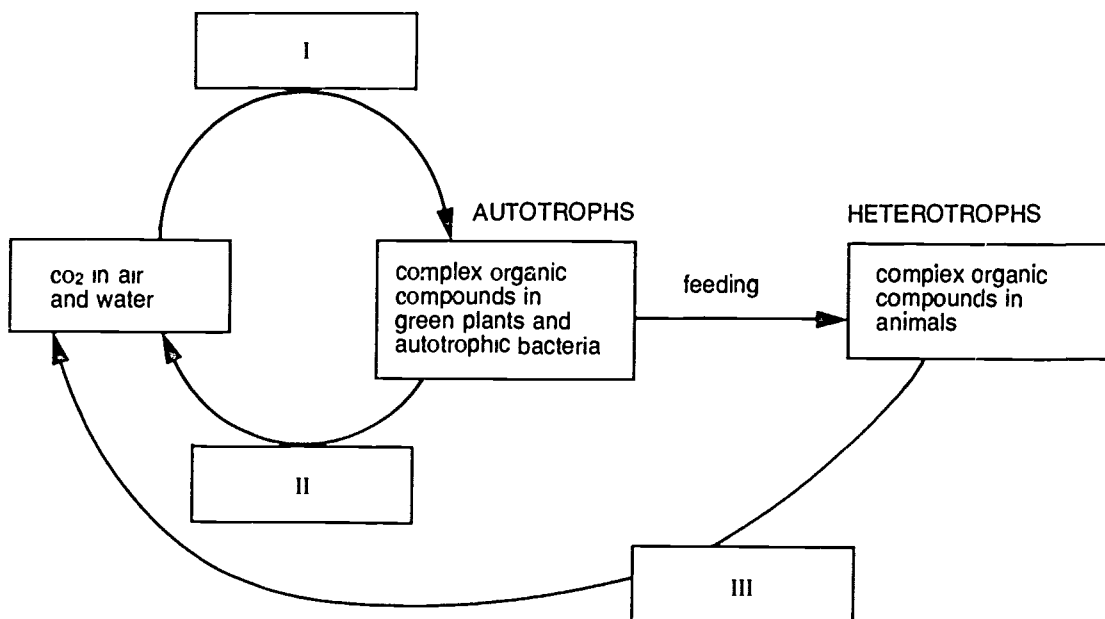 I
AUTOTROPHS
HETEROTROPHS
co₂ in air
and water
complex organic
compounds in
green plants and
autotrophic bacteria
feeding
complex organic
compounds in
animals
II
III